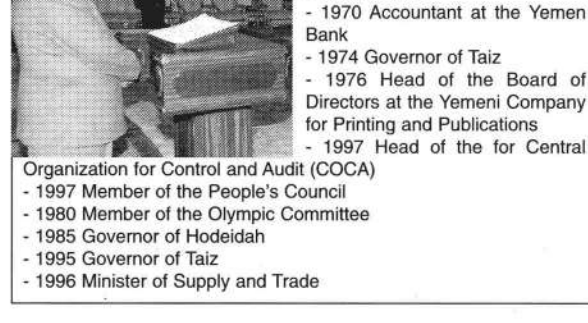 - 1970 Accountant at the Yemen
Bank
- 1974 Governor of Taiz
- 1976 Head of the Board of
Directors at the Yemeni Company
for Printing and Publications
- 1997 Head of the for Central
Organization for Control and Audit (COCA)
- 1997 Member of the People's Council
- 1980 Member of the Olympic Committee
- 1985 Governor of Hodeidah
- 1995 Governor of Taiz
- 1996 Minister of Supply and Trade